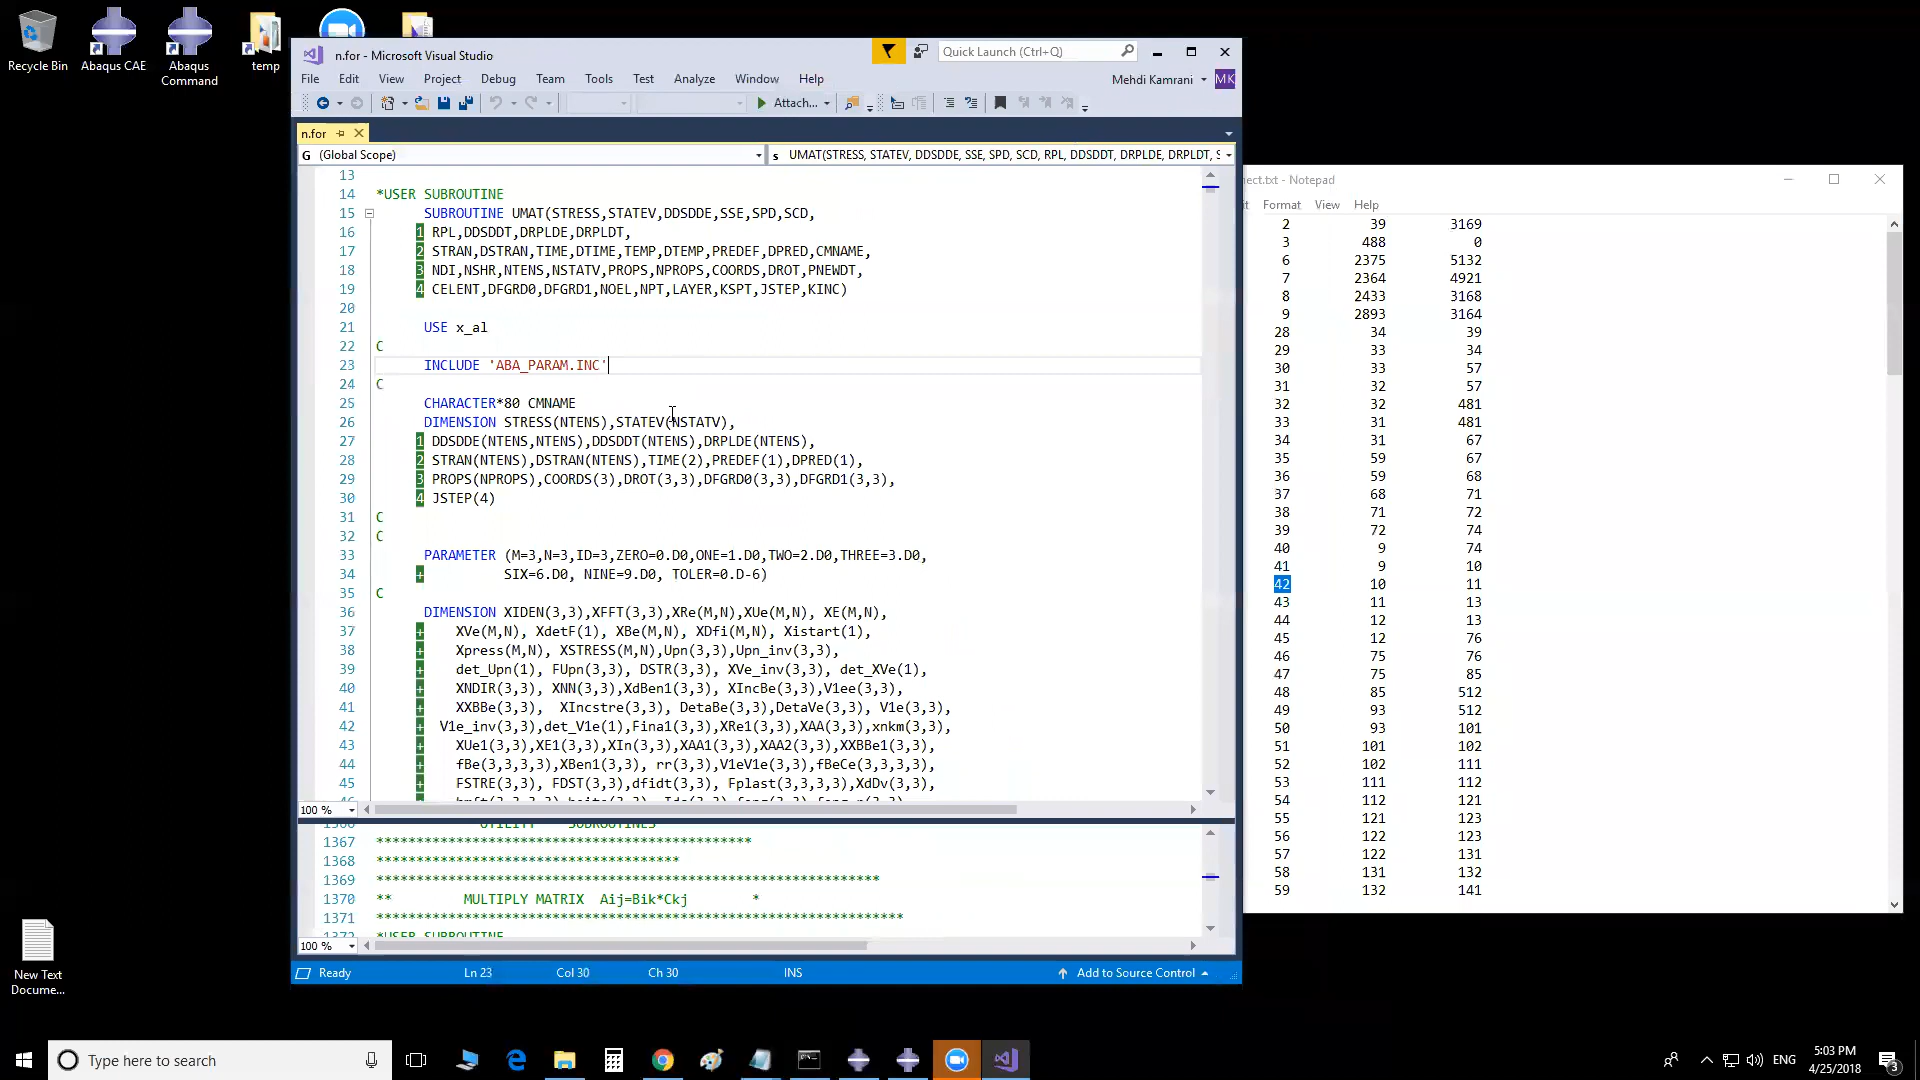 Recycle Bin
Abaqus CAE
Abaqus
Command
temp
n.for - Microsoft Visual Studio
Quick Launch (Ctrl+Q)
File Edit View Project Debug Team Tools Test Analyze Window Help
Mehdi Kamrani MK
Attach...
n.for
(Global Scope)
UMAT(STRESS, STATEV, DDSDDE, SSE, SPD, SCD, RPL, DDSDDT, DRPLDE, DRPLDT, S
13
14 *USER SUBROUTINE
15 SUBROUTINE UMAT(STRESS,STATEV,DDSDDE,SSE,SPD,SCD,
16 1 RPL,DDSDDT,DRPLDE,DRPLDT,
17 2 STRAN,DSTRAN,TIME,DTIME,TEMP,DTEMP,PREDEF,DPRED,CMNAME,
18 3 NDI,NSHR,NTENS,NSTATV,PROPS,NPROPS,COORDS,DROT,PNEWDT,
19 4 CELENT,DFGRD0,DFGRD1,NOEL,NPT,LAYER,KSPT,JSTEP,KINC)
20
21 USE x_al
22 C
23 INCLUDE 'ABA_PARAM.INC'
24 C
25 CHARACTER*80 CMNAME
26 DIMENSION STRESS(NTENS),STATEV(NSTATV),
27 1 DDSDDE(NTENS,NTENS),DDSDDT(NTENS),DRPLDE(NTENS),
28 2 STRAN(NTENS),DSTRAN(NTENS),TIME(2),PREDEF(1),DPRED(1),
29 3 PROPS(NPROPS),COORDS(3),DROT(3,3),DFGRD0(3,3),DFGRD1(3,3),
30 4 JSTEP(4)
31 C
32 C
33 PARAMETER (M=3,N=3,ID=3,ZERO=0.D0,ONE=1.D0,TWO=2.D0,THREE=3.D0,
34 + SIX=6.D0, NINE=9.D0, TOLER=0.D-6)
35 C
36 DIMENSION XIDEN(3,3),XFFT(3,3),XRe(M,N),XUe(M,N), XE(M,N),
37 + XVe(M,N), XdetF(1), XBe(M,N), XDfi(M,N), Xistart(1),
38 + Xpress(M,N), XSTRESS(M,N),Upn(3,3),Upn_inv(3,3),
39 + det_Upn(1), FUpn(3,3), DSTR(3,3), XVe_inv(3,3), det_XVe(1),
40 + XNDIR(3,3), XNN(3,3),XdBen1(3,3), XIncBe(3,3),V1ee(3,3),
41 + XXBBe(3,3), XIncstre(3,3), DetaBe(3,3),DetaVe(3,3), V1e(3,3),
42 + V1e_inv(3,3),det_V1e(1),Fina1(3,3),XRe1(3,3),XAA(3,3),xnkm(3,3),
43 + XUe1(3,3),XE1(3,3),XIn(3,3),XAA1(3,3),XAA2(3,3),XXBBe1(3,3),
44 + fBe(3,3,3,3),XBen1(3,3), rr(3,3),V1eV1e(3,3),fBeCe(3,3,3,3),
45 + FSTRE(3,3), FDST(3,3),dfidt(3,3), Fplast(3,3,3,3),XdDv(3,3),
100 %
UTILITY SUBROUTINES
1367 ***********************************************
1368 **************************************
1369 ***************************************************************
1370 ** MULTIPLY MATRIX Aij=Bik*Ckj *
1371 ******************************************************************
1372 *USER SUBROUTINE
100 %
Ready Ln 23 Col 30 Ch 30 INS Add to Source Control
ect.txt - Notepad
it Format View Help
2 39 3169
3 488 0
6 2375 5132
7 2364 4921
8 2433 3168
9 2893 3164
28 34 39
29 33 34
30 33 57
31 32 57
32 32 481
33 31 481
34 31 67
35 59 67
36 59 68
37 68 71
38 71 72
39 72 74
40 9 74
41 9 10
42 10 11
43 11 13
44 12 13
45 12 76
46 75 76
47 75 85
48 85 512
49 93 512
50 93 101
51 101 102
52 102 111
53 111 112
54 112 121
55 121 123
56 122 123
57 122 131
58 131 132
59 132 141
New Text
Docume...
Type here to search
ENG
5:03 PM
4/25/2018
3